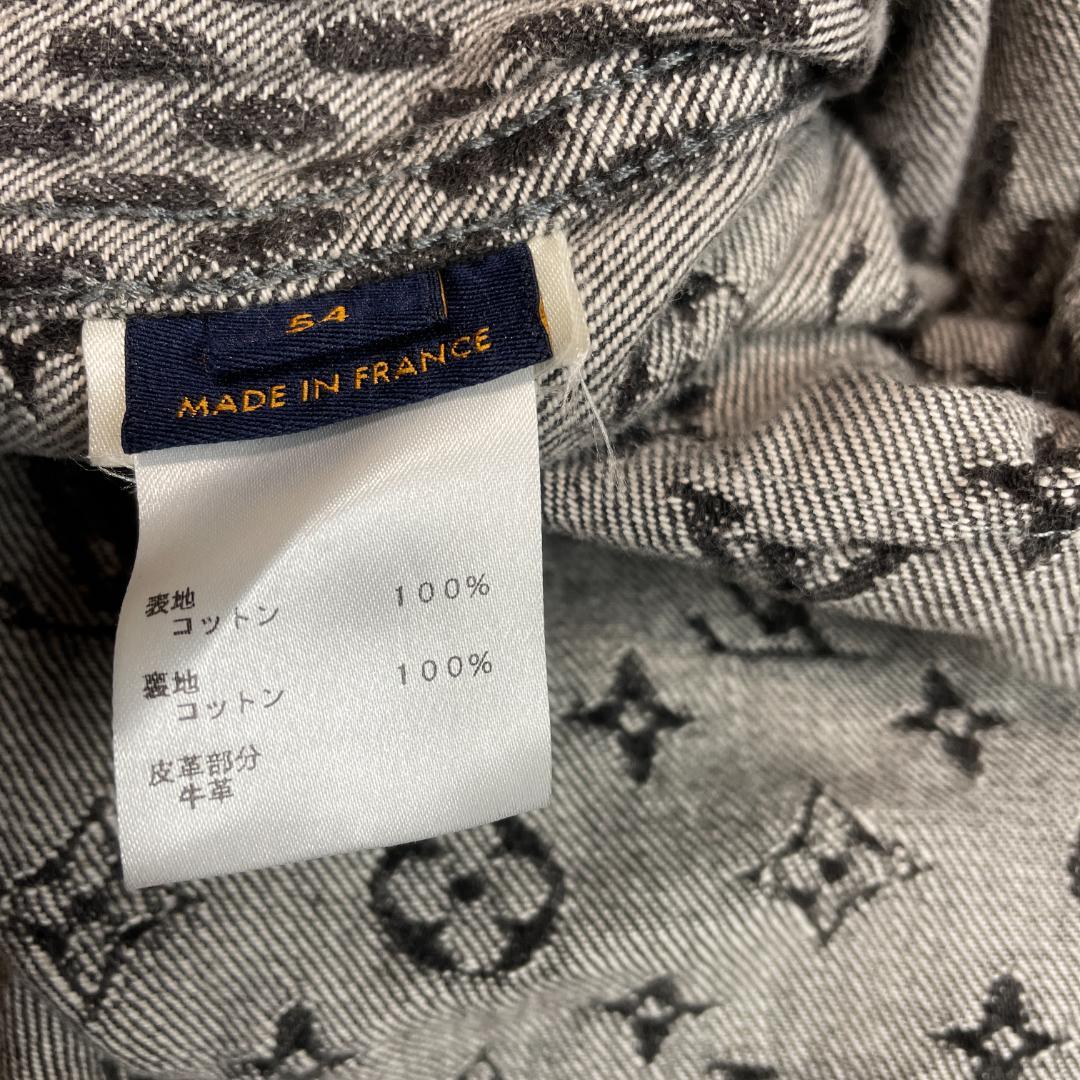 54
MADE IN FRANCE
表地 100%
コットン
裏地 100%
コットン
皮革部分
牛革